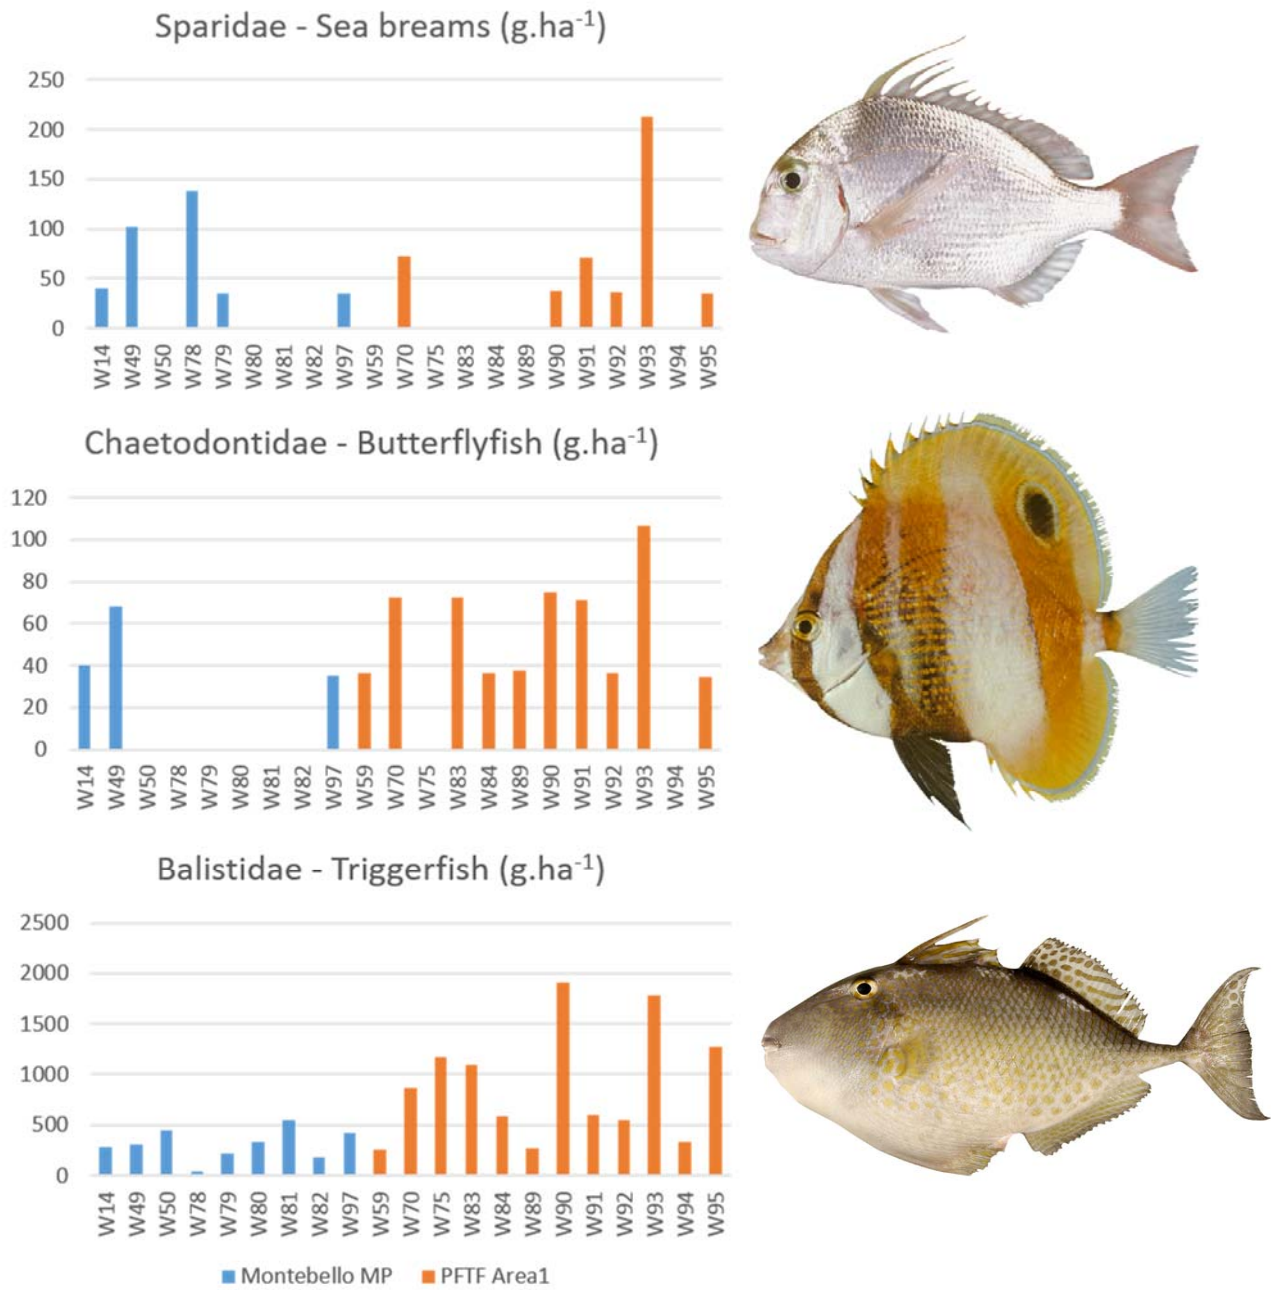 Sparidae - Sea breams (g.ha⁻¹)
250
200
150
100
50
0
W14 W49 W50 W78 W79 W80 W81 W82 W97 W59 W70 W75 W83 W84 W89 W90 W91 W92 W93 W94 W95
Chaetodontidae - Butterflyfish (g.ha⁻¹)
120
100
80
60
40
20
0
W14 W49 W50 W78 W79 W80 W81 W82 W97 W59 W70 W75 W83 W84 W89 W90 W91 W92 W93 W94 W95
Balistidae - Triggerfish (g.ha⁻¹)
2500
2000
1500
1000
500
0
W14 W49 W50 W78 W79 W80 W81 W82 W97 W59 W70 W75 W83 W84 W89 W90 W91 W92 W93 W94 W95
Montebello MP PFTF Area1